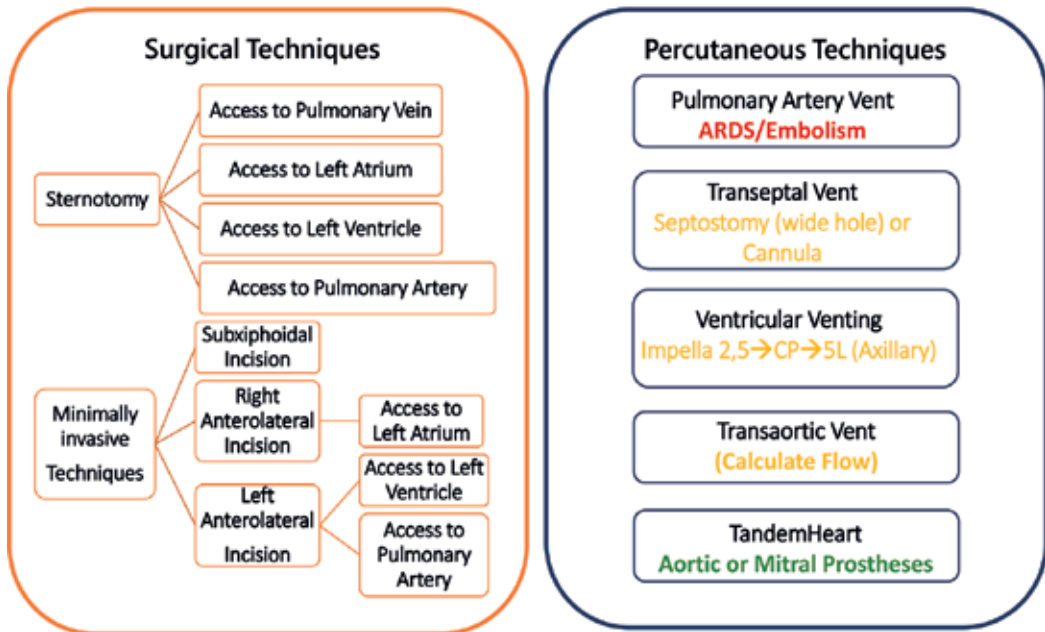 Surgical Techniques
Sternotomy
Access to Pulmonary Vein
Access to Left Atrium
Access to Left Ventricle
Access to Pulmonary Artery
Minimally
invasive
Techniques
Subxiphoidal
Incision
Right
Anterolateral
Incision
Access to
Left Atrium
Left
Anterolateral
Incision
Access to Left
Ventricle
Access to
Pulmonary
Artery
Percutaneous Techniques
Pulmonary Artery Vent
ARDS/Embolism
Transeptal Vent
Septostomy (wide hole) or
Cannula
Ventricular Venting
Impella 2,5→CP→5L (Axillary)
Transaortic Vent
(Calculate Flow)
TandemHeart
Aortic or Mitral Prostheses